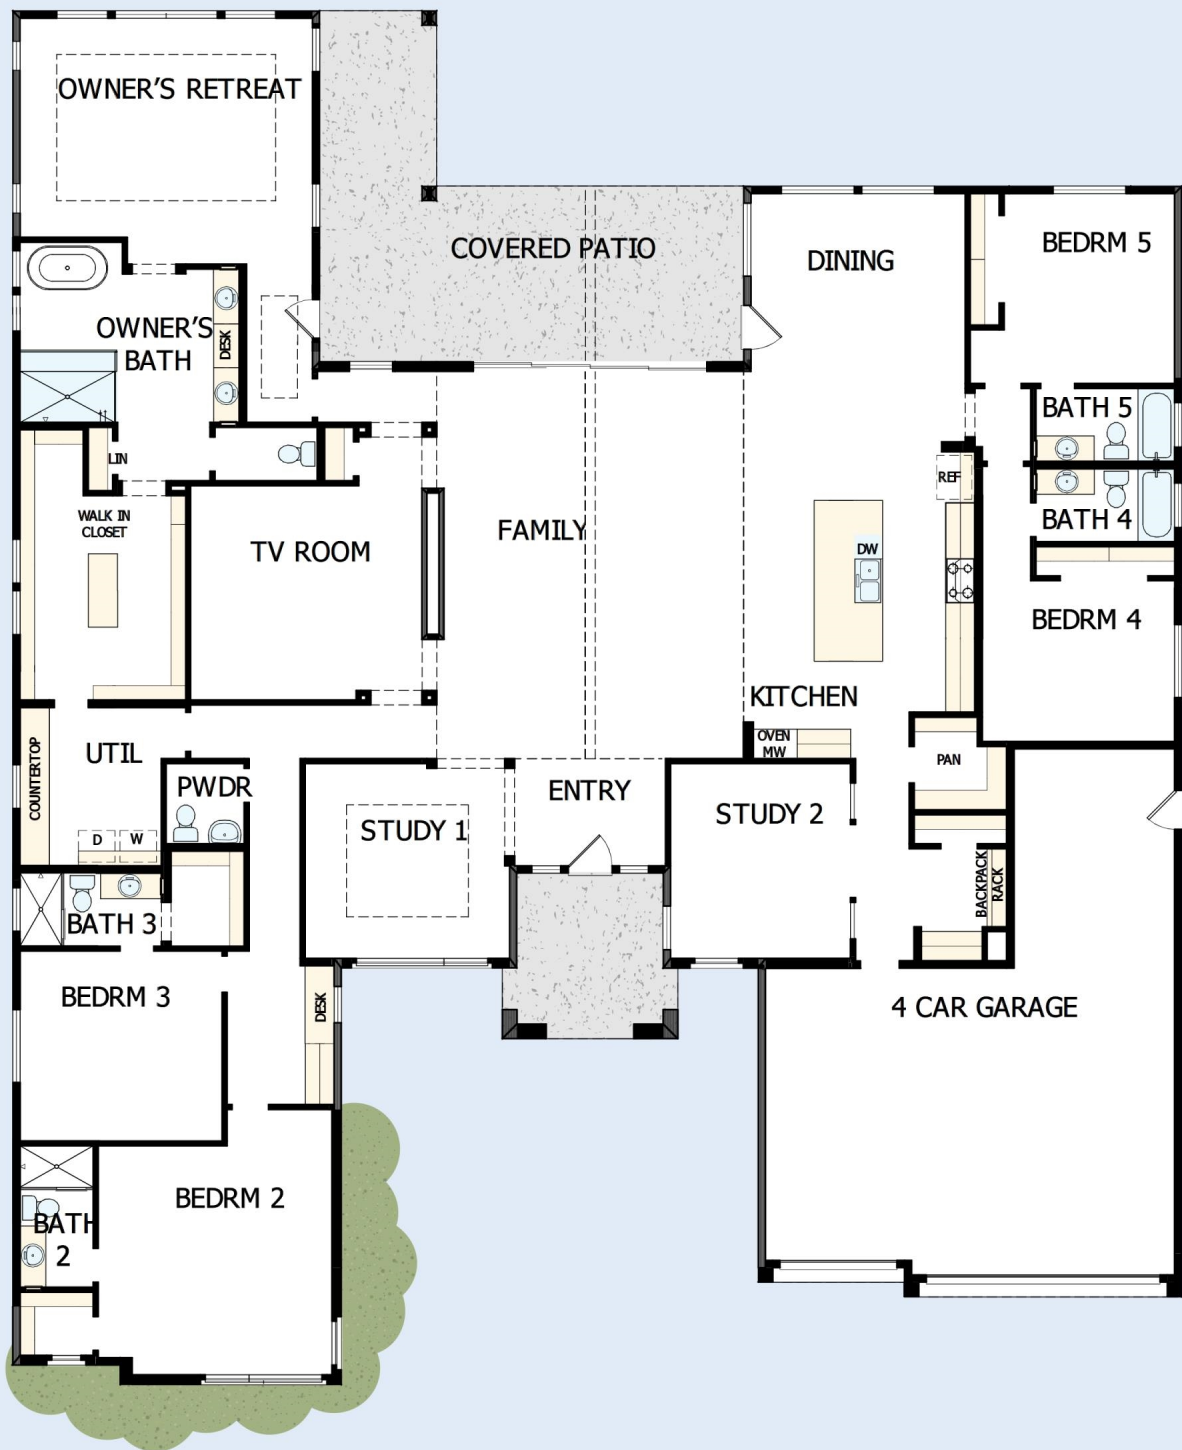 OWNER'S RETREAT
COVERED PATIO
DINING
BEDRM 5
OWNER'S
BATH
DESK
BATH 5
LIN
REF
WALK IN
CLOSET
TV ROOM
FAMILY
DW
BATH 4
BEDRM 4
KITCHEN
OVEN
MW
PAN
UTIL
COUNTERTOP
PWDR
D
W
STUDY 1
ENTRY
STUDY 2
BACKPACK
RACK
BATH 3
BEDRM 3
DESK
4 CAR GARAGE
BEDRM 2
BATH
2